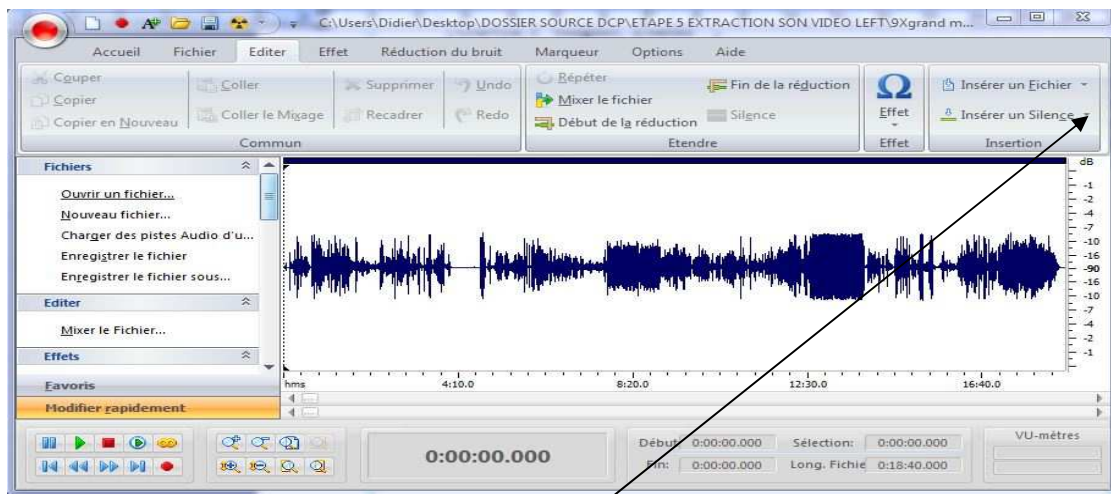 C:\Users\Didier\Desktop\DOSSIER SOURCE DCP\ETAPE 5 EXTRACTION SON VIDEO LEFT\9Xgrand m...
Accueil Fichier Editer Effet Réduction du bruit Marqueur Options Aide
Couper
Copier
Copier en Nouveau
Coller
Coller le Mixage
Supprimer
Recadrer
Undo
Redo
Commun
Répéter
Mixer le fichier
Début de la réduction
Fin de la réduction
Silence
Etendre
Effet
Effet
Insérer un Fichier
Insérer un Silence
Insertion
Fichiers
Ouvrir un fichier...
Nouveau fichier...
Charger des pistes Audio d'u...
Enregistrer le fichier
Enregistrer le fichier sous...
Editer
Mixer le Fichier...
Effets
Favoris
Modifier rapidement
dB
-1
-2
-4
-7
-10
-16
-90
-16
-10
-7
-4
-2
-1
hms 4:10.0 8:20.0 12:30.0 16:40.0
0:00:00.000
Début: 0:00:00.000 Sélection: 0:00:00.000
Fin: 0:00:00.000 Long. Fichie 0:18:40.000
VU-mètres